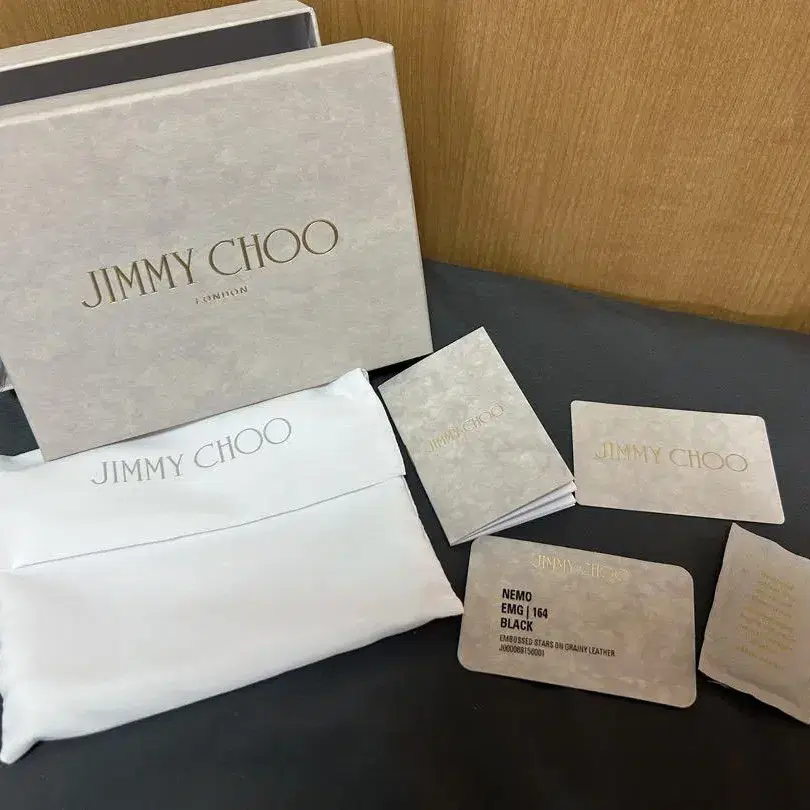 JIMMY CHOO
LONDON
JIMMY CHOO
JIMMY CHOO
JIMMY CHOO
JIMMY CHOO
NEMO
EMG | 164
BLACK
EMBOSSED STARS ON GRAINY LEATHER